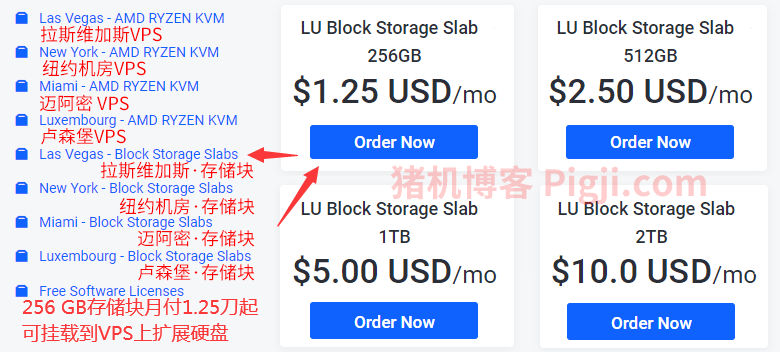 Las Vegas - AMD RYZEN KVM
拉斯维加斯VPS
New York - AMD RYZEN KVM
纽约机房VPS
Miami - AMD RYZEN KVM
迈阿密 VPS
Luxembourg - AMD RYZEN KVM
卢森堡VPS
Las Vegas - Block Storage Slabs
拉斯维加斯·存储块
New York - Block Storage Slabs
纽约机房·存储块
Miami - Block Storage Slabs
迈阿密·存储块
Luxembourg - Block Storage Slabs
卢森堡·存储块
Free Software Licenses
256 GB存储块月付1.25刀起
可挂载到VPS上扩展硬盘
LU Block Storage Slab
256GB
$1.25 USD/mo
Order Now
LU Block Storage Slab
512GB
$2.50 USD/mo
Order Now
猪机博客 Pigji.com
LU Block Storage Slab
1TB
$5.00 USD/mo
Order Now
LU Block Storage Slab
2TB
$10.0 USD/mo
Order Now